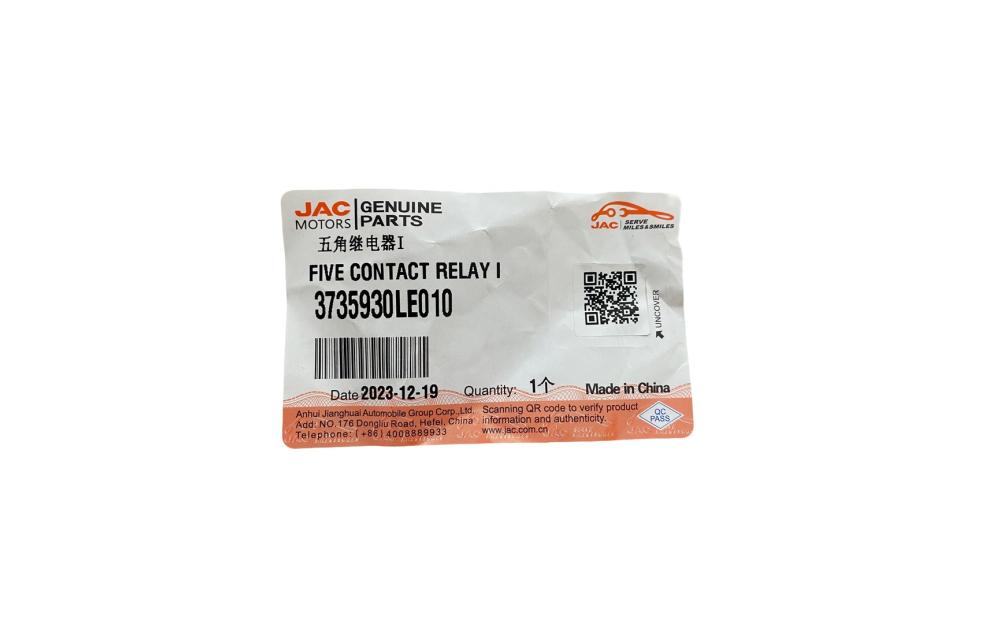 JAC MOTORS GENUINE PARTS
JAC SERVE MILES & SMILES
五角继电器I
FIVE CONTACT RELAY I
3735930LE010
UNCOVER
Date 2023-12-19
Quantity: 1个
Made in China
Anhui Jianghuai Automobile Group Corp.,Ltd.
Add: NO.176 Dongliu Road, Hefei, China
Telephone: (+86) 4008889933
Scanning QR code to verify product
information and authenticity.
www.jac.com.cn
QC
PASS